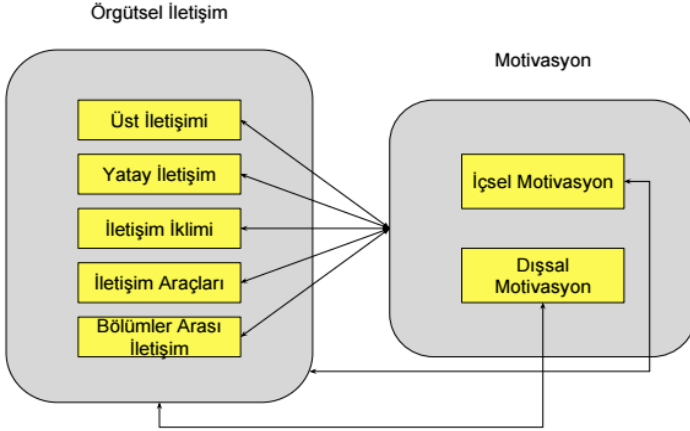 Örgütsel İletişim
Motivasyon
Üst İletişimi
Yatay İletişim
İletişim İklimi
İletişim Araçları
Bölümler Arası
İletişim
İçsel Motivasyon
Dışsal
Motivasyon